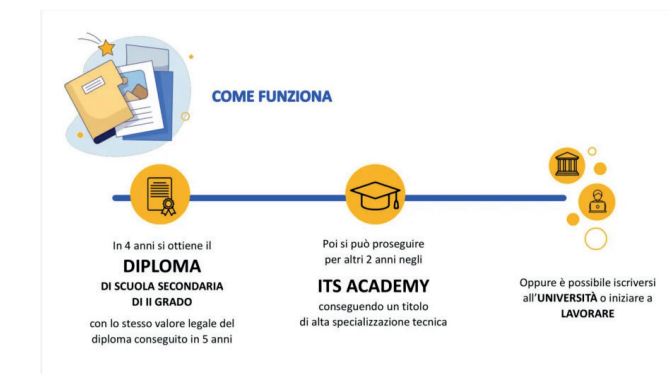 COME FUNZIONA
In 4 anni si ottiene il
DIPLOMA
DI SCUOLA SECONDARIA
DI II GRADO
con lo stesso valore legale del
diploma conseguito in 5 anni
Poi si può proseguire
per altri 2 anni negli
ITS ACADEMY
conseguendo un titolo
di alta specializzazione tecnica
Oppure è possibile iscriversi
all'UNIVERSITÀ o iniziare a
LAVORARE